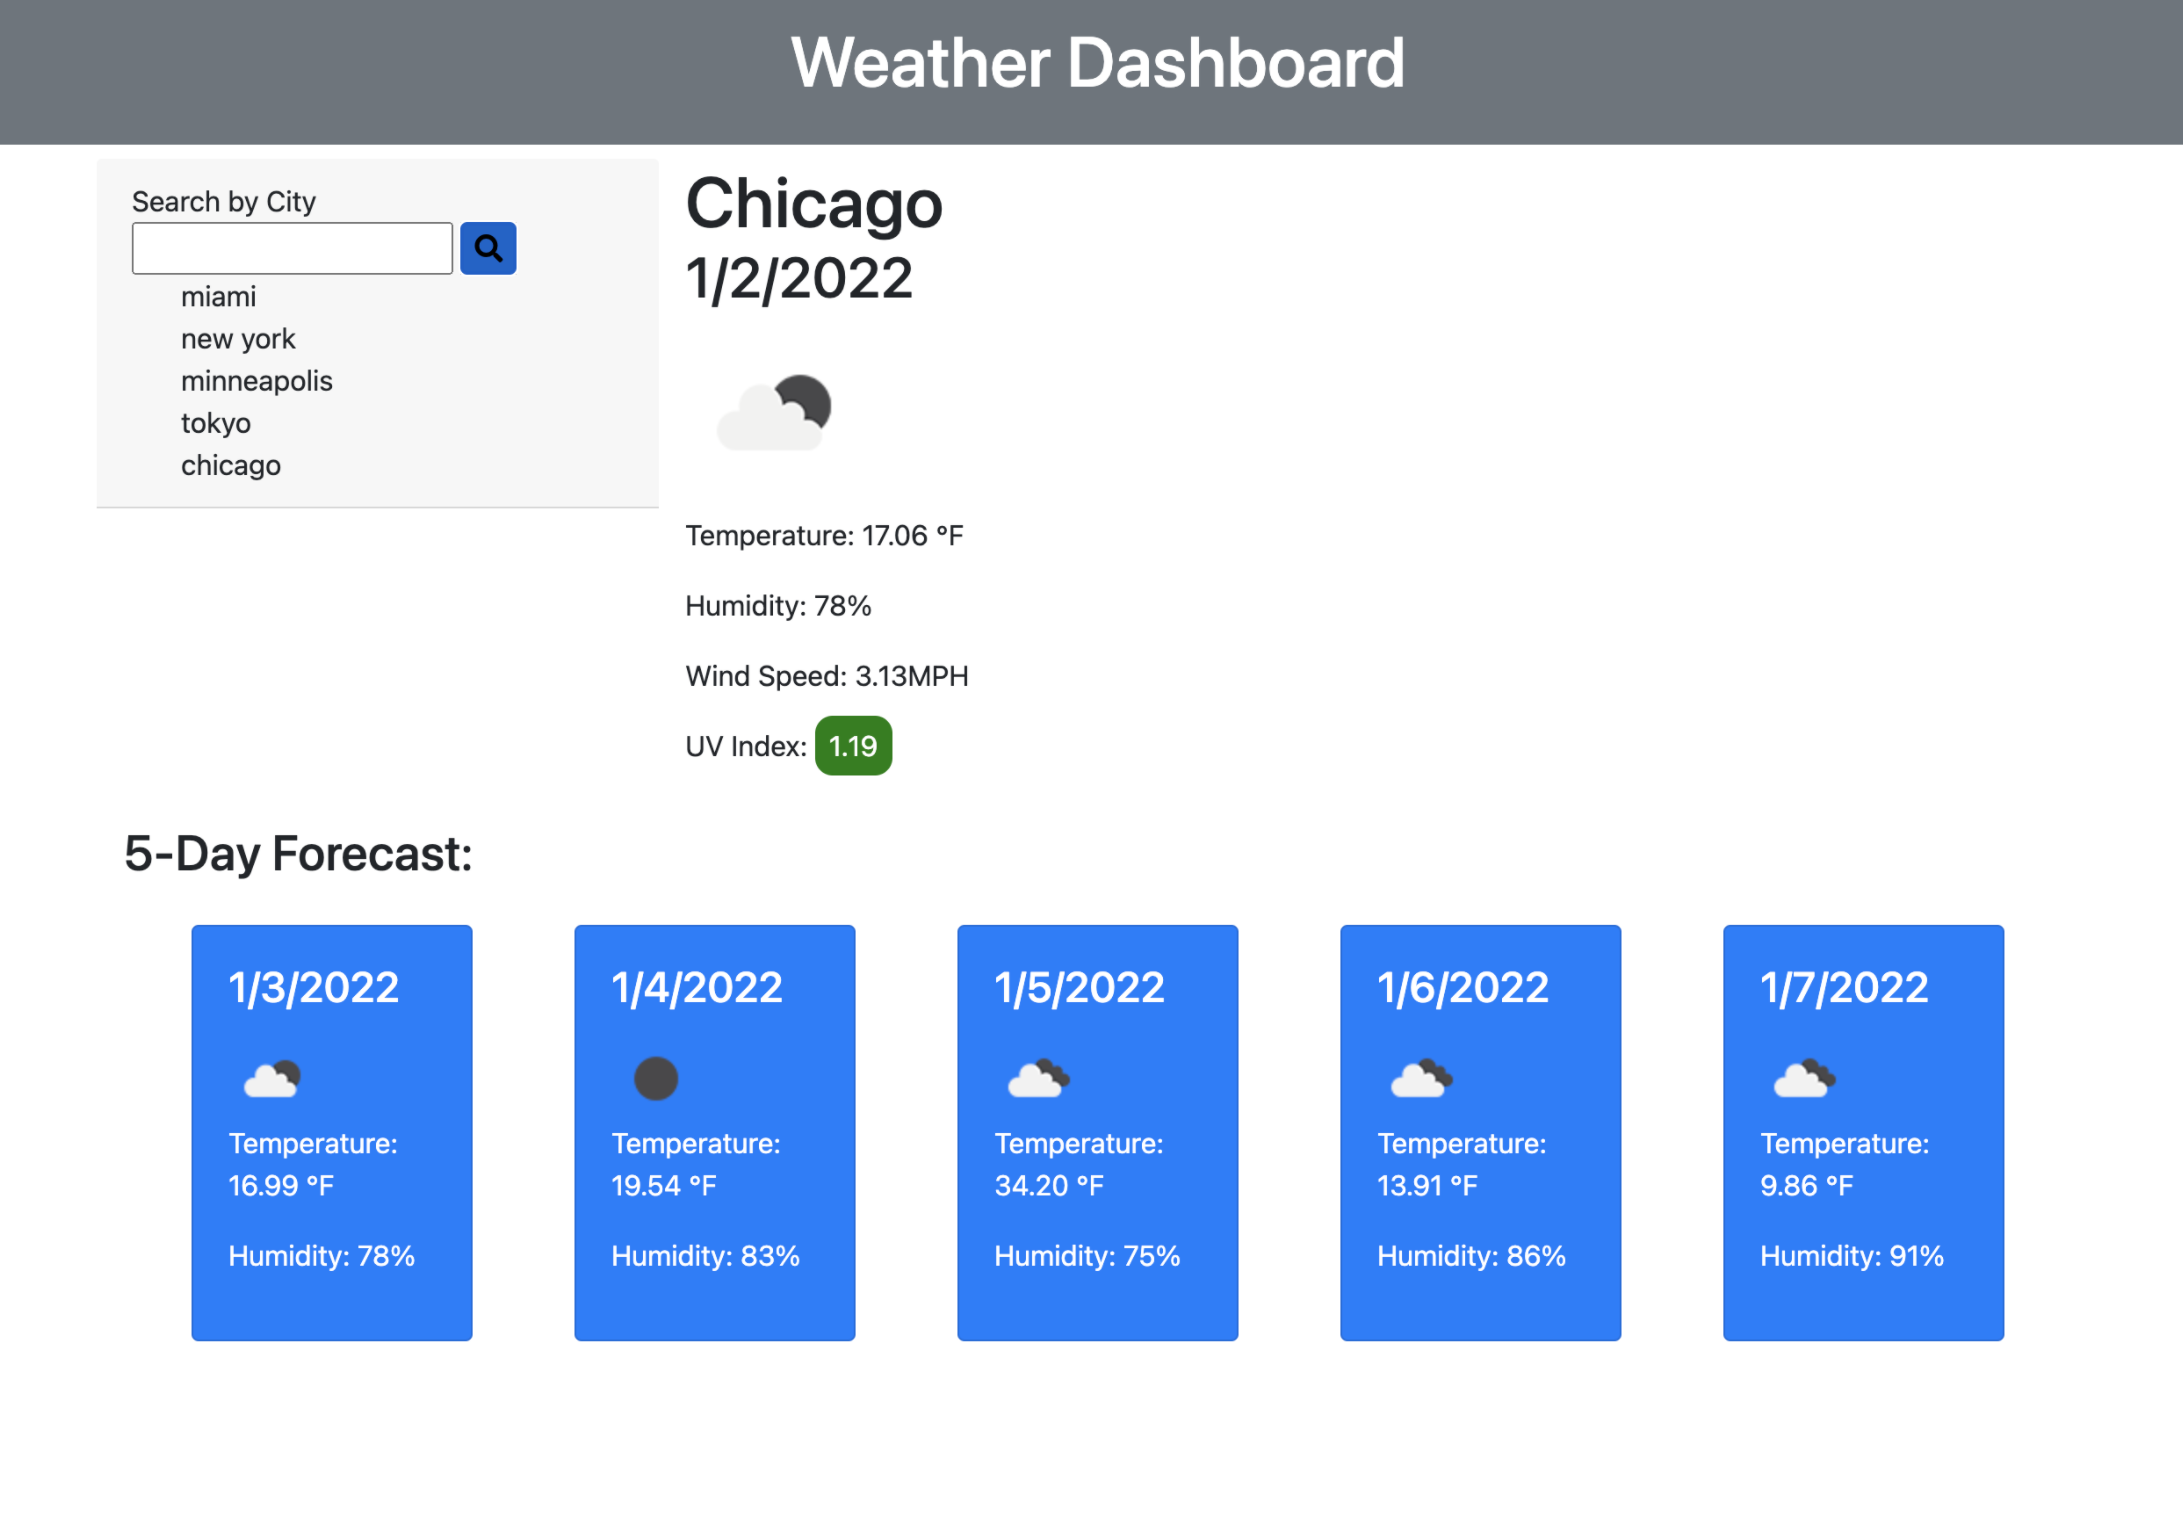 Weather Dashboard
Search by City
miami
new york
minneapolis
tokyo
chicago
Chicago
1/2/2022
Temperature: 17.06 °F
Humidity: 78%
Wind Speed: 3.13MPH
UV Index: 1.19
5-Day Forecast:
1/3/2022
Temperature:
16.99 °F
Humidity: 78%
1/4/2022
Temperature:
19.54 °F
Humidity: 83%
1/5/2022
Temperature:
34.20 °F
Humidity: 75%
1/6/2022
Temperature:
13.91 °F
Humidity: 86%
1/7/2022
Temperature:
9.86 °F
Humidity: 91%